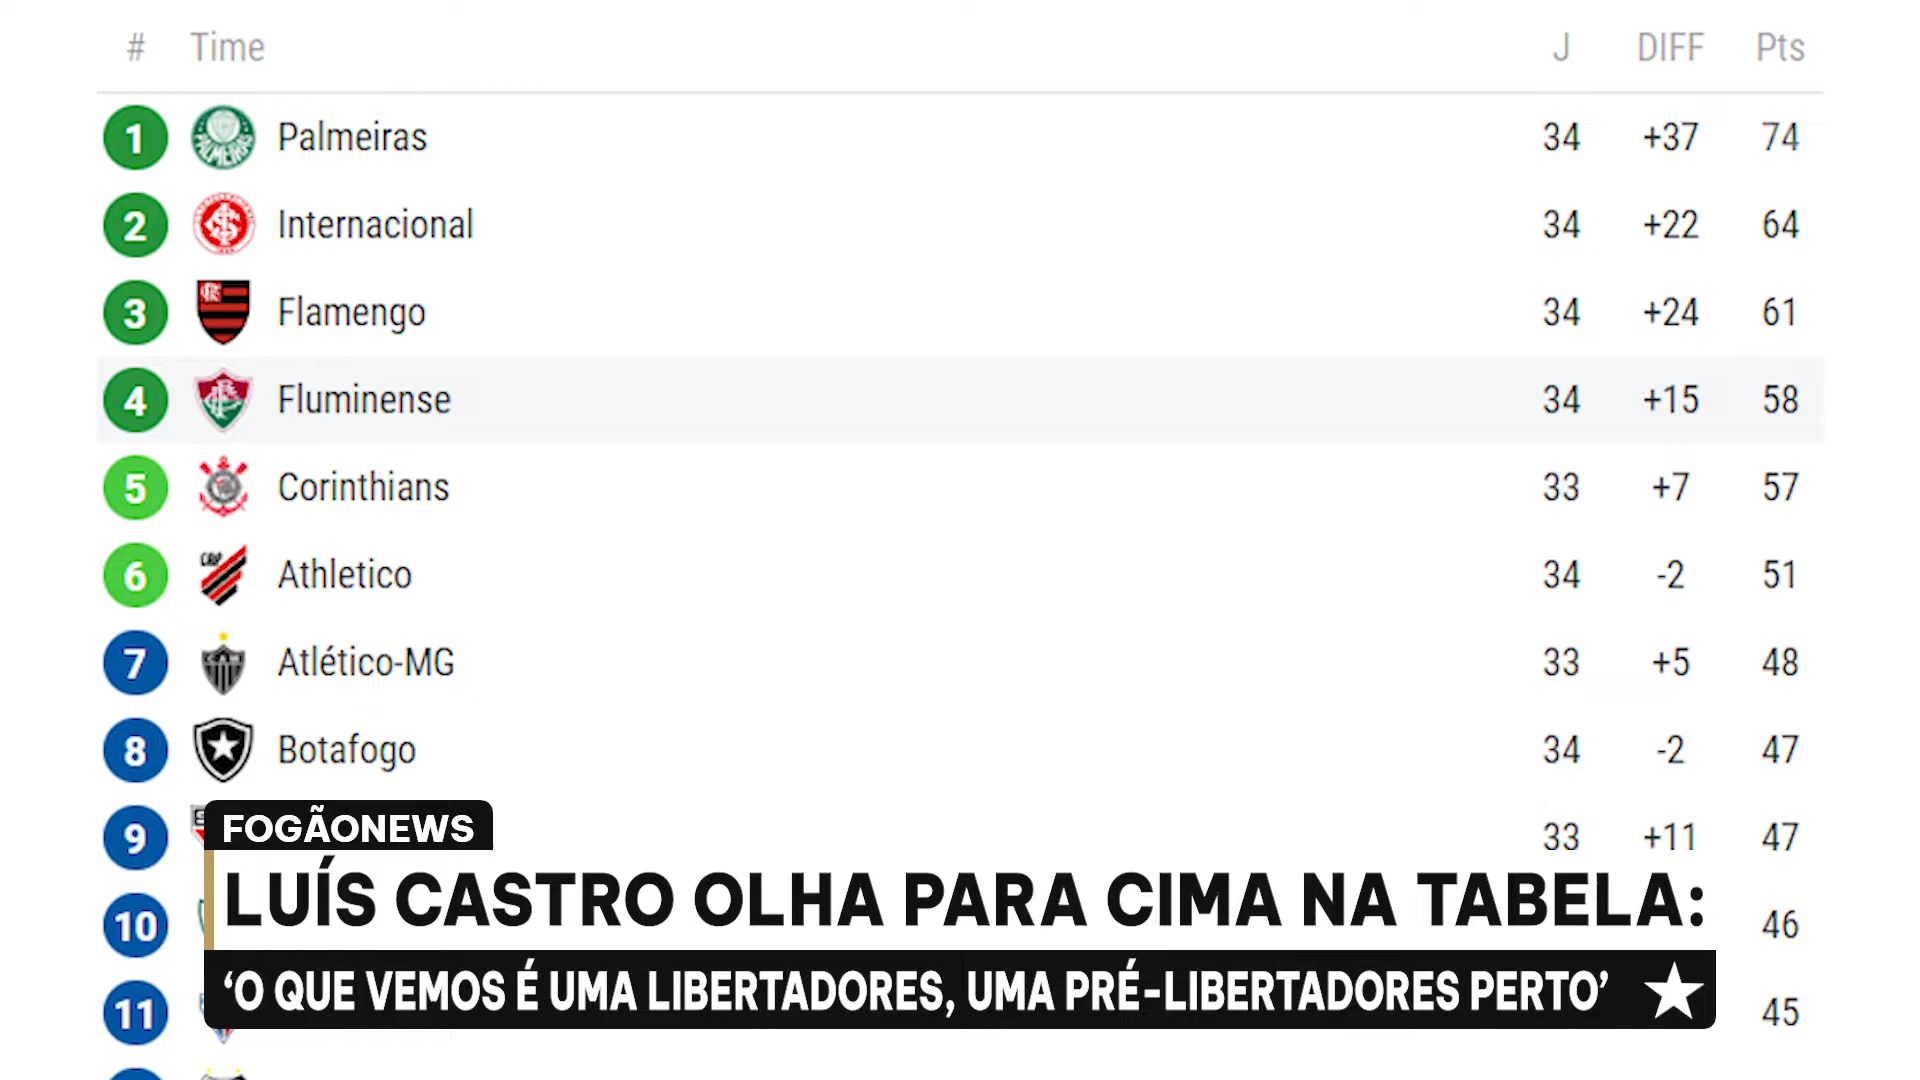 # Time J DIFF Pts
1 Palmeiras 34 +37 74
2 Internacional 34 +22 64
3 Flamengo 34 +24 61
4 Fluminense 34 +15 58
5 Corinthians 33 +7 57
6 Athletico 34 -2 51
7 Atlético-MG 33 +5 48
8 Botafogo 34 -2 47
9 33 +11 47
10 46
11 45
FOGÃONEWS
LUÍS CASTRO OLHA PARA CIMA NA TABELA:
‘O QUE VEMOS É UMA LIBERTADORES, UMA PRÉ-LIBERTADORES PERTO’